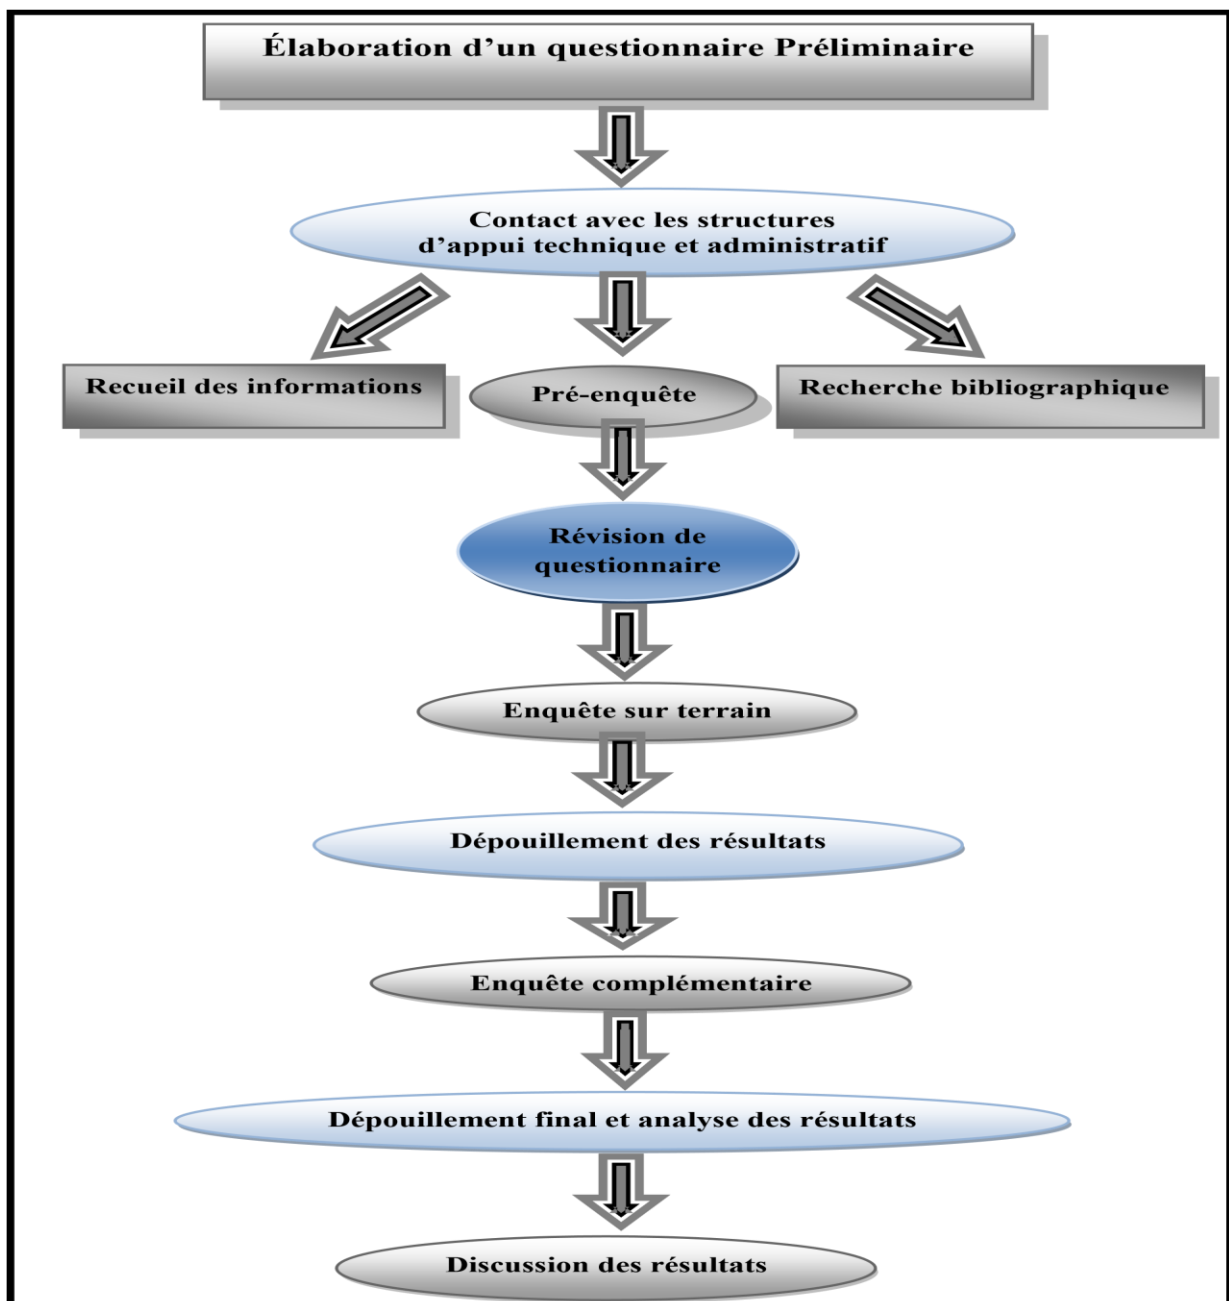 Élaboration d’un questionnaire Préliminaire
Contact avec les structures
d’appui technique et administratif
Recueil des informations
Pré-enquête
Recherche bibliographique
Révision de
questionnaire
Enquête sur terrain
Dépouillement des résultats
Enquête complémentaire
Dépouillement final et analyse des résultats
Discussion des résultats